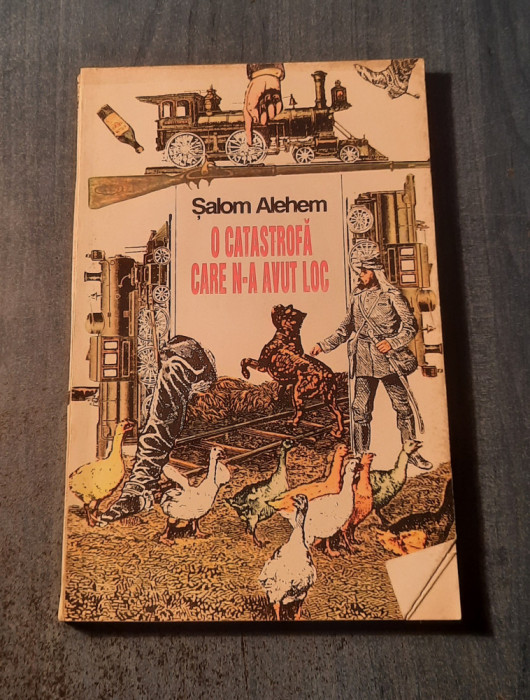 Șalom Alehem
O CATASTROFĂ
CARE N-A AVUT LOC